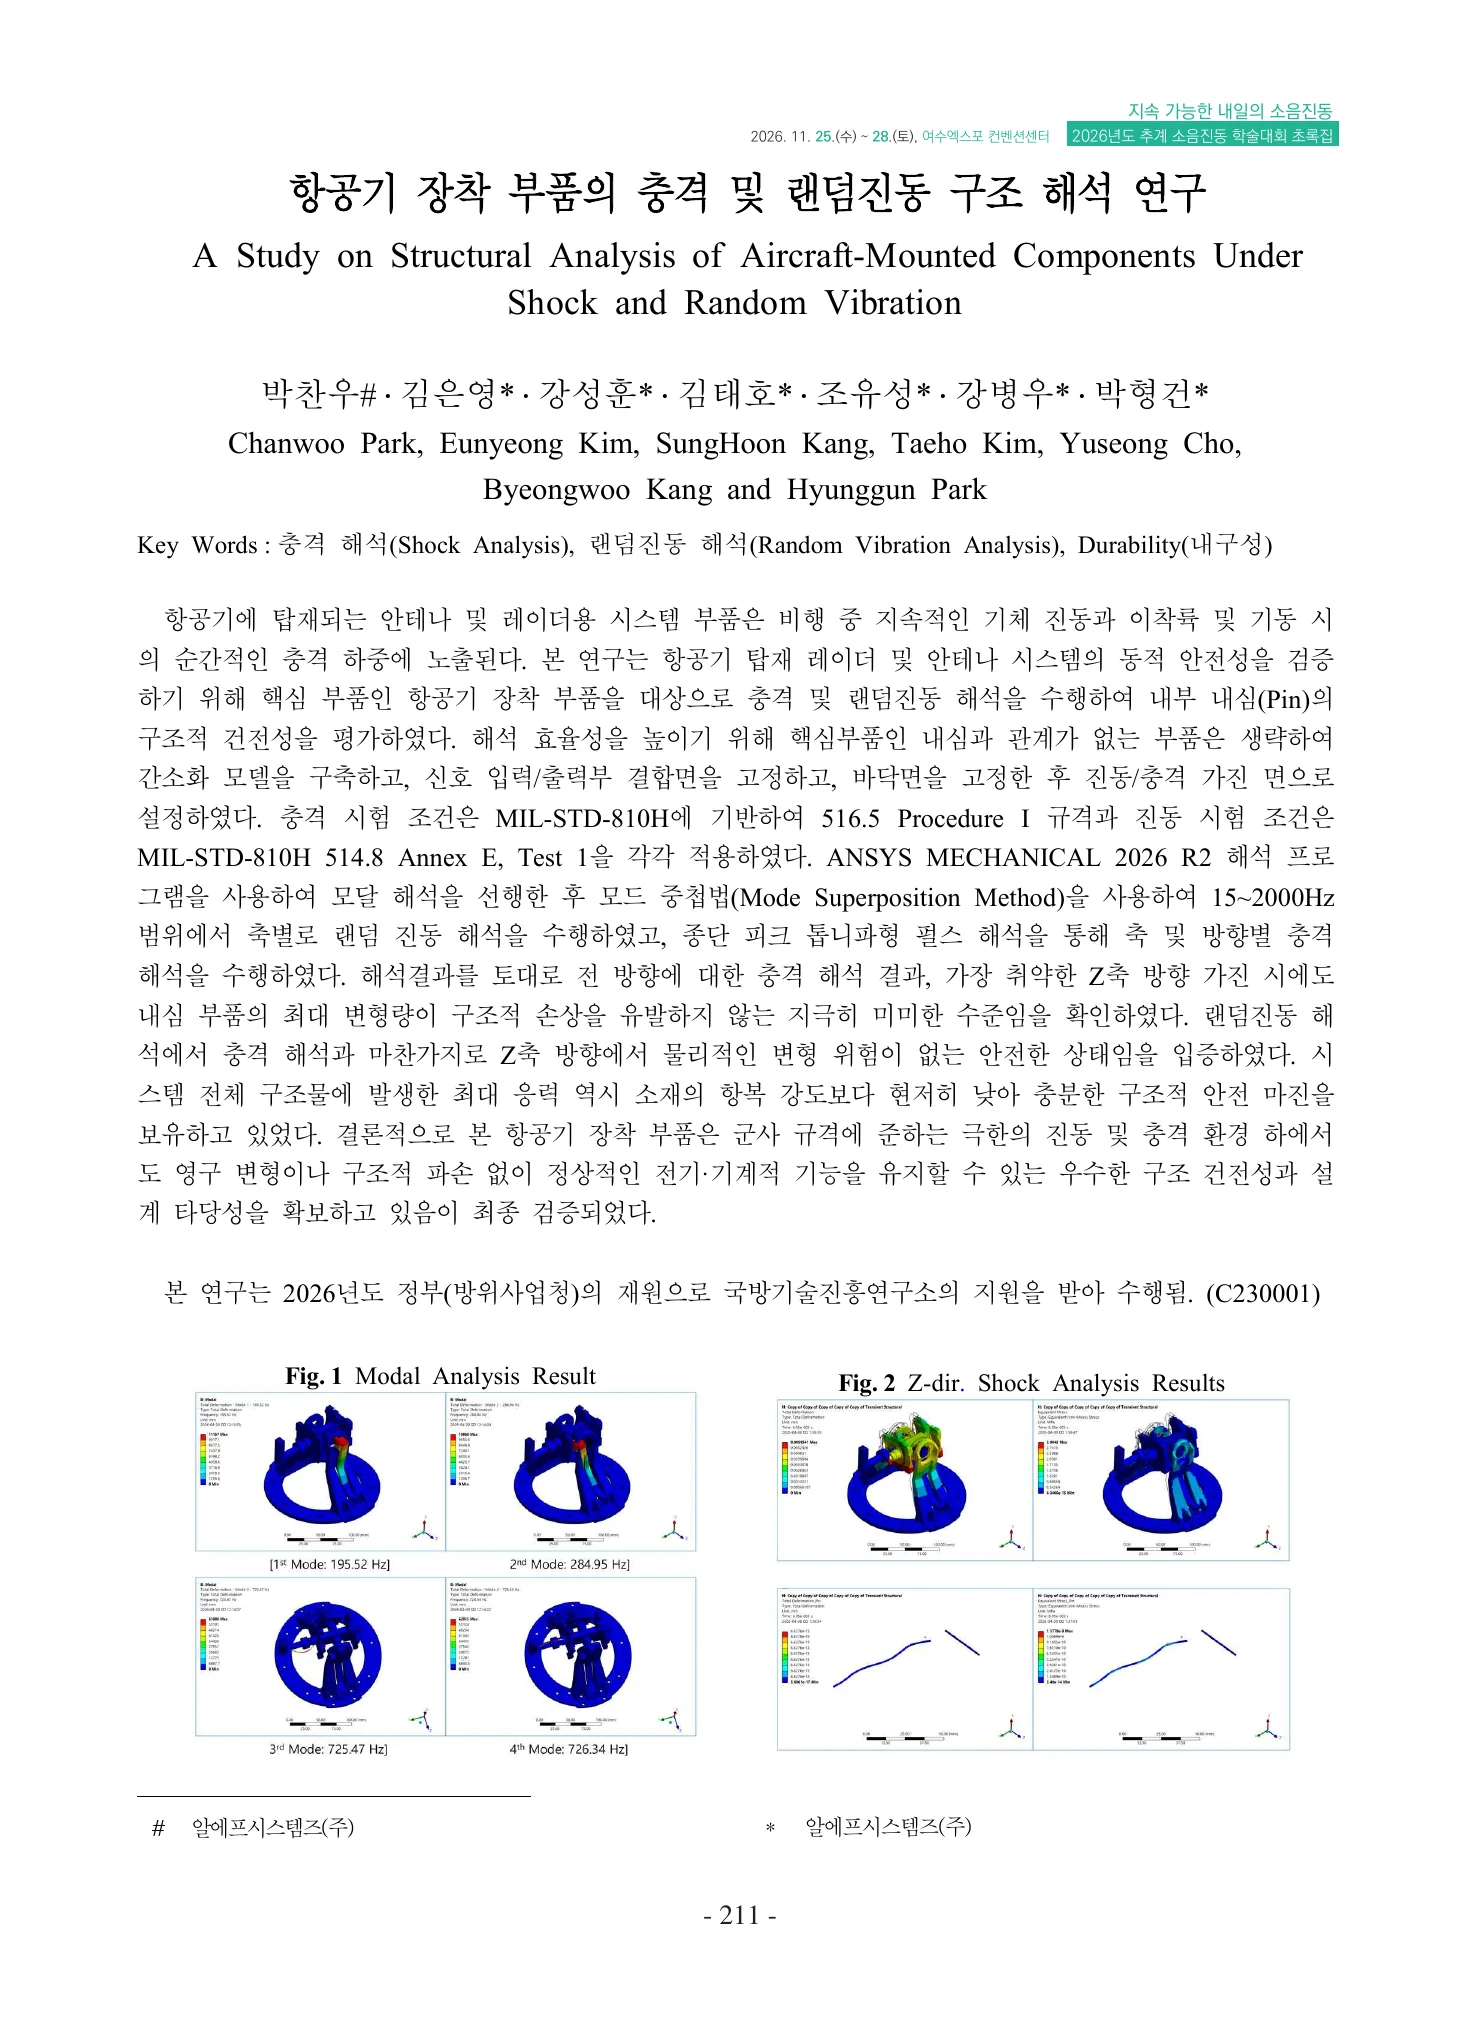 지속 가능한 내일의 소음진동
2026. 11. 25.(수) ~ 28.(토), 여수엑스포 컨벤션센터 2026년도 추계 소음진동 학술대회 초록집
항공기 장착 부품의 충격 및 랜덤진동 구조 해석 연구
A Study on Structural Analysis of Aircraft-Mounted Components Under
Shock and Random Vibration
박찬우#·김은영*·강성훈*·김태호*·조유성*·강병우*·박형건*
Chanwoo Park, Eunyeong Kim, SungHoon Kang, Taeho Kim, Yuseong Cho,
Byeongwoo Kang and Hyunggun Park
Key Words : 충격 해석(Shock Analysis), 랜덤진동 해석(Random Vibration Analysis), Durability(내구성)
항공기에 탑재되는 안테나 및 레이더용 시스템 부품은 비행 중 지속적인 기체 진동과 이착륙 및 기동 시
의 순간적인 충격 하중에 노출된다. 본 연구는 항공기 탑재 레이더 및 안테나 시스템의 동적 안전성을 검증
하기 위해 핵심 부품인 항공기 장착 부품을 대상으로 충격 및 랜덤진동 해석을 수행하여 내부 내심(Pin)의
구조적 건전성을 평가하였다. 해석 효율성을 높이기 위해 핵심부품인 내심과 관계가 없는 부품은 생략하여
간소화 모델을 구축하고, 신호 입력/출력부 결합면을 고정하고, 바닥면을 고정한 후 진동/충격 가진 면으로
설정하였다. 충격 시험 조건은 MIL-STD-810H에 기반하여 516.5 Procedure I 규격과 진동 시험 조건은
MIL-STD-810H 514.8 Annex E, Test 1을 각각 적용하였다. ANSYS MECHANICAL 2026 R2 해석 프로
그램을 사용하여 모달 해석을 선행한 후 모드 중첩법(Mode Superposition Method)을 사용하여 15~2000Hz
범위에서 축별로 랜덤 진동 해석을 수행하였고, 종단 피크 톱니파형 펄스 해석을 통해 축 및 방향별 충격
해석을 수행하였다. 해석결과를 토대로 전 방향에 대한 충격 해석 결과, 가장 취약한 Z축 방향 가진 시에도
내심 부품의 최대 변형량이 구조적 손상을 유발하지 않는 지극히 미미한 수준임을 확인하였다. 랜덤진동 해
석에서 충격 해석과 마찬가지로 Z축 방향에서 물리적인 변형 위험이 없는 안전한 상태임을 입증하였다. 시
스템 전체 구조물에 발생한 최대 응력 역시 소재의 항복 강도보다 현저히 낮아 충분한 구조적 안전 마진을
보유하고 있었다. 결론적으로 본 항공기 장착 부품은 군사 규격에 준하는 극한의 진동 및 충격 환경 하에서
도 영구 변형이나 구조적 파손 없이 정상적인 전기·기계적 기능을 유지할 수 있는 우수한 구조 건전성과 설
계 타당성을 확보하고 있음이 최종 검증되었다.
본 연구는 2026년도 정부(방위사업청)의 재원으로 국방기술진흥연구소의 지원을 받아 수행됨. (C230001)
Fig. 1 Modal Analysis Result
[1st Mode: 195.52 Hz]
2nd Mode: 284.95 Hz]
3rd Mode: 725.47 Hz]
4th Mode: 726.34 Hz]
Fig. 2 Z-dir. Shock Analysis Results
# 알에프시스템즈(주)
* 알에프시스템즈(주)
- 211 -